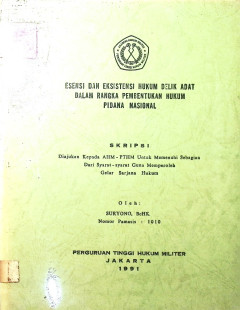 ESENSI DAN EKSISTENSI HUKUM DELIK ADAT
DALAM RANGKA PEMBENTUKAN HUKUM
PIDANA NASIONAL
SKRIPSI
Diajukan Kepada AHM - PTHM Untuk Memenuhi Sebagian
Dari Syarat - syarat Guna Memperoleh
Gelar Sarjana Hukum
Oleh:
SURYONO, BcHK.
Nomor Pamasis : 1010
PERGURUAN TINGGI HUKUM MILITER
JAKARTA
1991